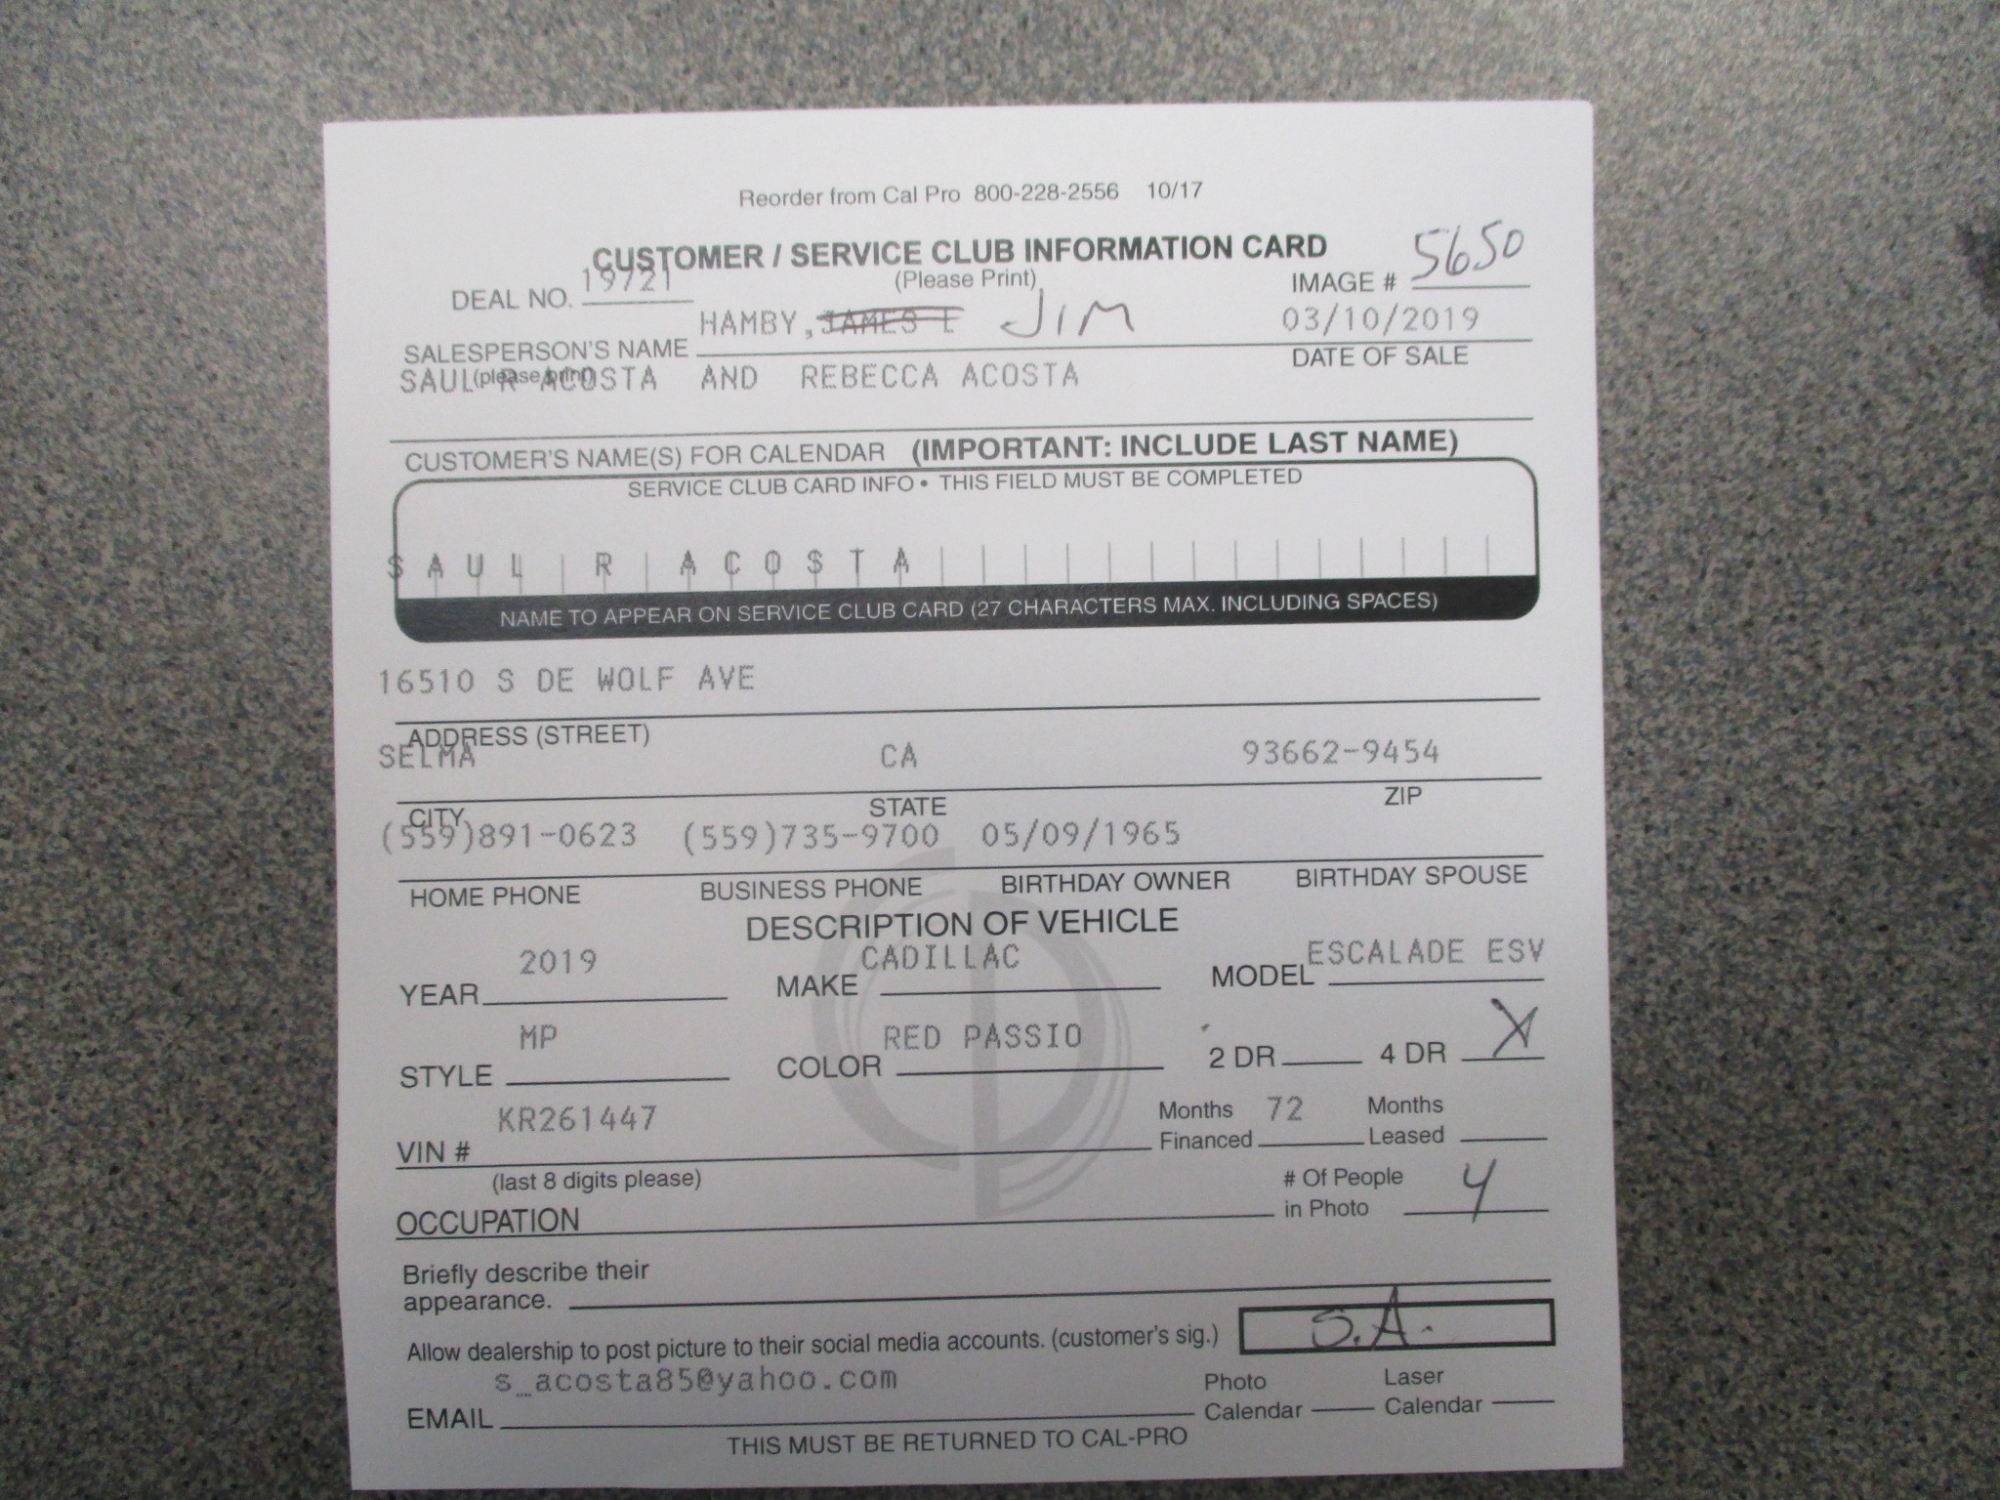 Reorder from Cal Pro 800-228-2556 10/17
CUSTOMER / SERVICE CLUB INFORMATION CARD
(Please Print)
DEAL NO. 19721
IMAGE # 5650
SALESPERSON'S NAME HAMBY, JAMES L JIM
(please print)
03/10/2019
DATE OF SALE
SAUL R ACOSTA AND REBECCA ACOSTA
CUSTOMER'S NAME(S) FOR CALENDAR (IMPORTANT: INCLUDE LAST NAME)
SERVICE CLUB CARD INFO • THIS FIELD MUST BE COMPLETED
SAUL R ACOSTA
NAME TO APPEAR ON SERVICE CLUB CARD (27 CHARACTERS MAX. INCLUDING SPACES)
16510 S DE WOLF AVE
ADDRESS (STREET)
SELMA CA 93662-9454
CITY STATE ZIP
(559)891-0623 (559)735-9700 05/09/1965
HOME PHONE BUSINESS PHONE BIRTHDAY OWNER BIRTHDAY SPOUSE
DESCRIPTION OF VEHICLE
YEAR 2019 MAKE CADILLAC MODEL ESCALADE ESV
STYLE MP COLOR RED PASSIO 2 DR 4 DR X
VIN # KR261447 Months Financed 72 Months Leased
(last 8 digits please)
OCCUPATION # Of People in Photo 4
Briefly describe their
appearance.
Allow dealership to post picture to their social media accounts. (customer's sig.) S.A.
EMAIL s_acosta85@yahoo.com Photo Calendar Laser Calendar
THIS MUST BE RETURNED TO CAL-PRO